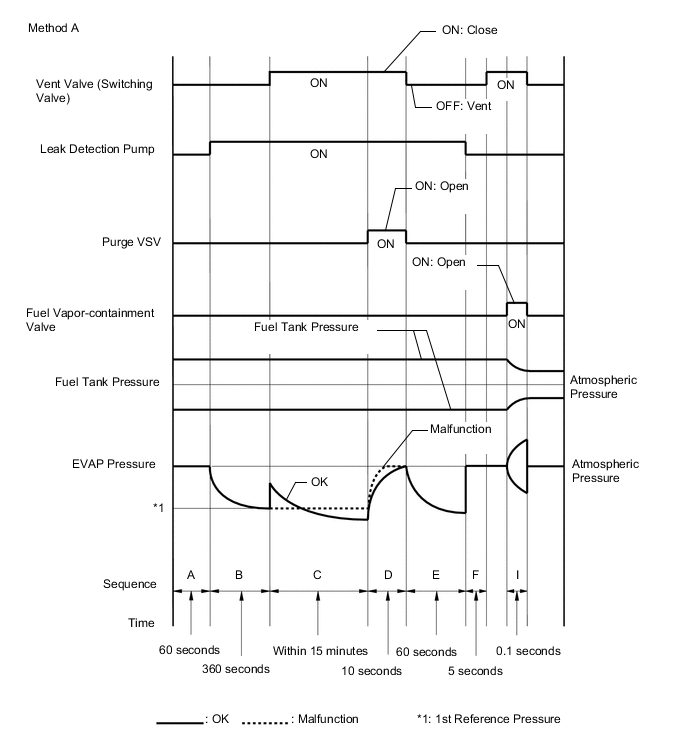 Method A
ON: Close
Vent Valve (Switching
Valve)
ON
ON
OFF: Vent
Leak Detection Pump
ON
ON: Open
Purge VSV
ON
ON: Open
Fuel Vapor-containment
Valve
ON
Fuel Tank Pressure
Fuel Tank Pressure
Atmospheric
Pressure
Malfunction
EVAP Pressure
Atmospheric
Pressure
OK
*1
Sequence
A
B
C
D
E
F
I
Time
60 seconds
Within 15 minutes
60 seconds
0.1 seconds
360 seconds
10 seconds
5 seconds
: OK
: Malfunction
*1: 1st Reference Pressure